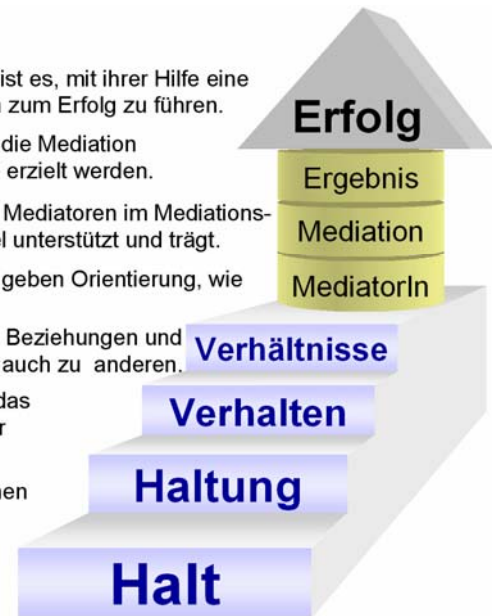 ist es, mit ihrer Hilfe eine
zum Erfolg zu führen.
die Mediation
erzielt werden.
Mediatoren im Mediations-
unterstützt und trägt.
geben Orientierung, wie
Beziehungen und
auch zu anderen.
das
Erfolg
Ergebnis
Mediation
MediatorIn
Verhältnisse
Verhalten
Haltung
Halt